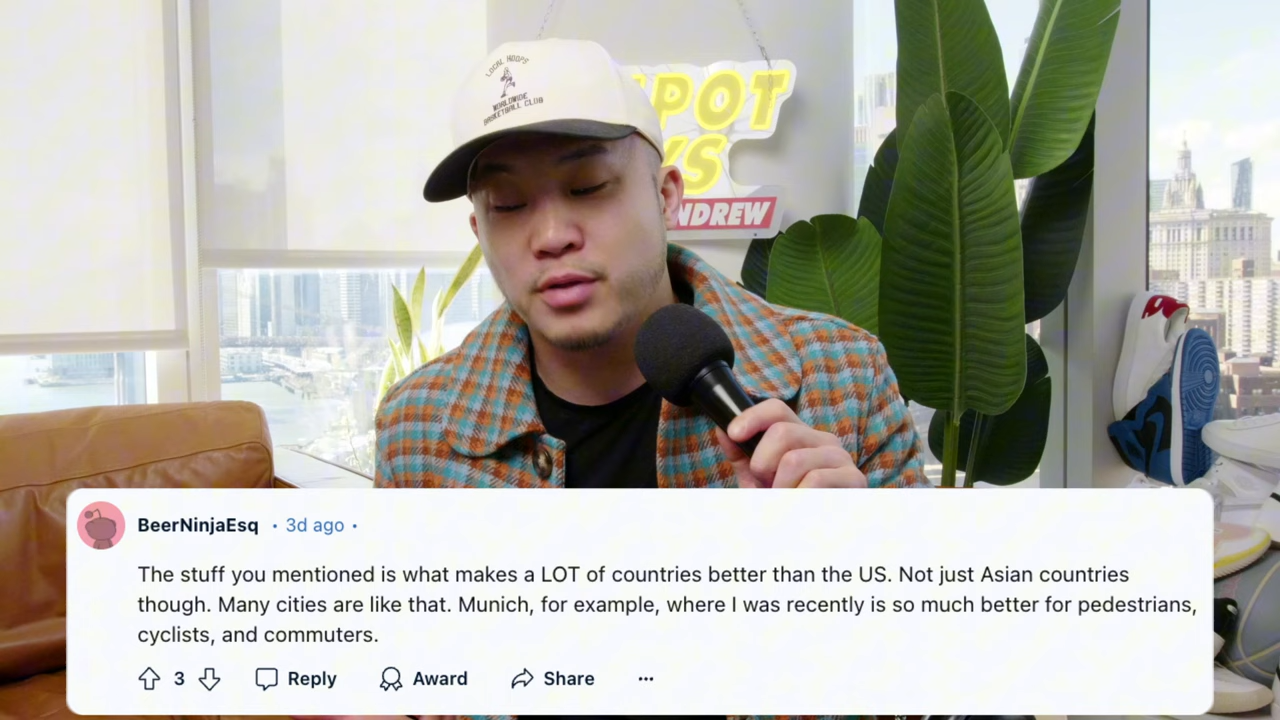 LOCAL HOOPS
WORLDWIDE
BASKETBALL CLUB
POT
NDREW
BeerNinjaEsq • 3d ago •
The stuff you mentioned is what makes a LOT of countries better than the US. Not just Asian countries
though. Many cities are like that. Munich, for example, where I was recently is so much better for pedestrians,
cyclists, and commuters.
3 Reply Award Share ...